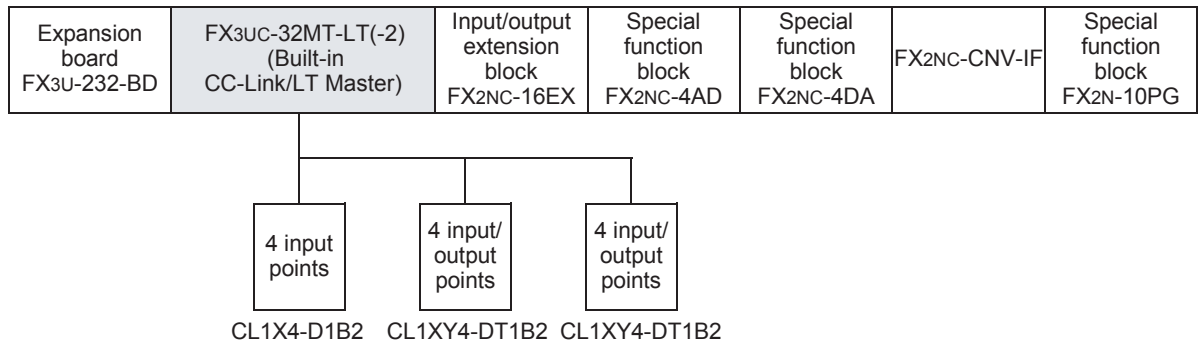 Expansion
board
FX3U-232-BD
FX3UC-32MT-LT(-2)
(Built-in
CC-Link/LT Master)
Input/output
extension
block
FX2NC-16EX
Special
function
block
FX2NC-4AD
Special
function
block
FX2NC-4DA
FX2NC-CNV-IF
Special
function
block
FX2N-10PG
4 input
points
4 input/
output
points
4 input/
output
points
CL1X4-D1B2
CL1XY4-DT1B2
CL1XY4-DT1B2